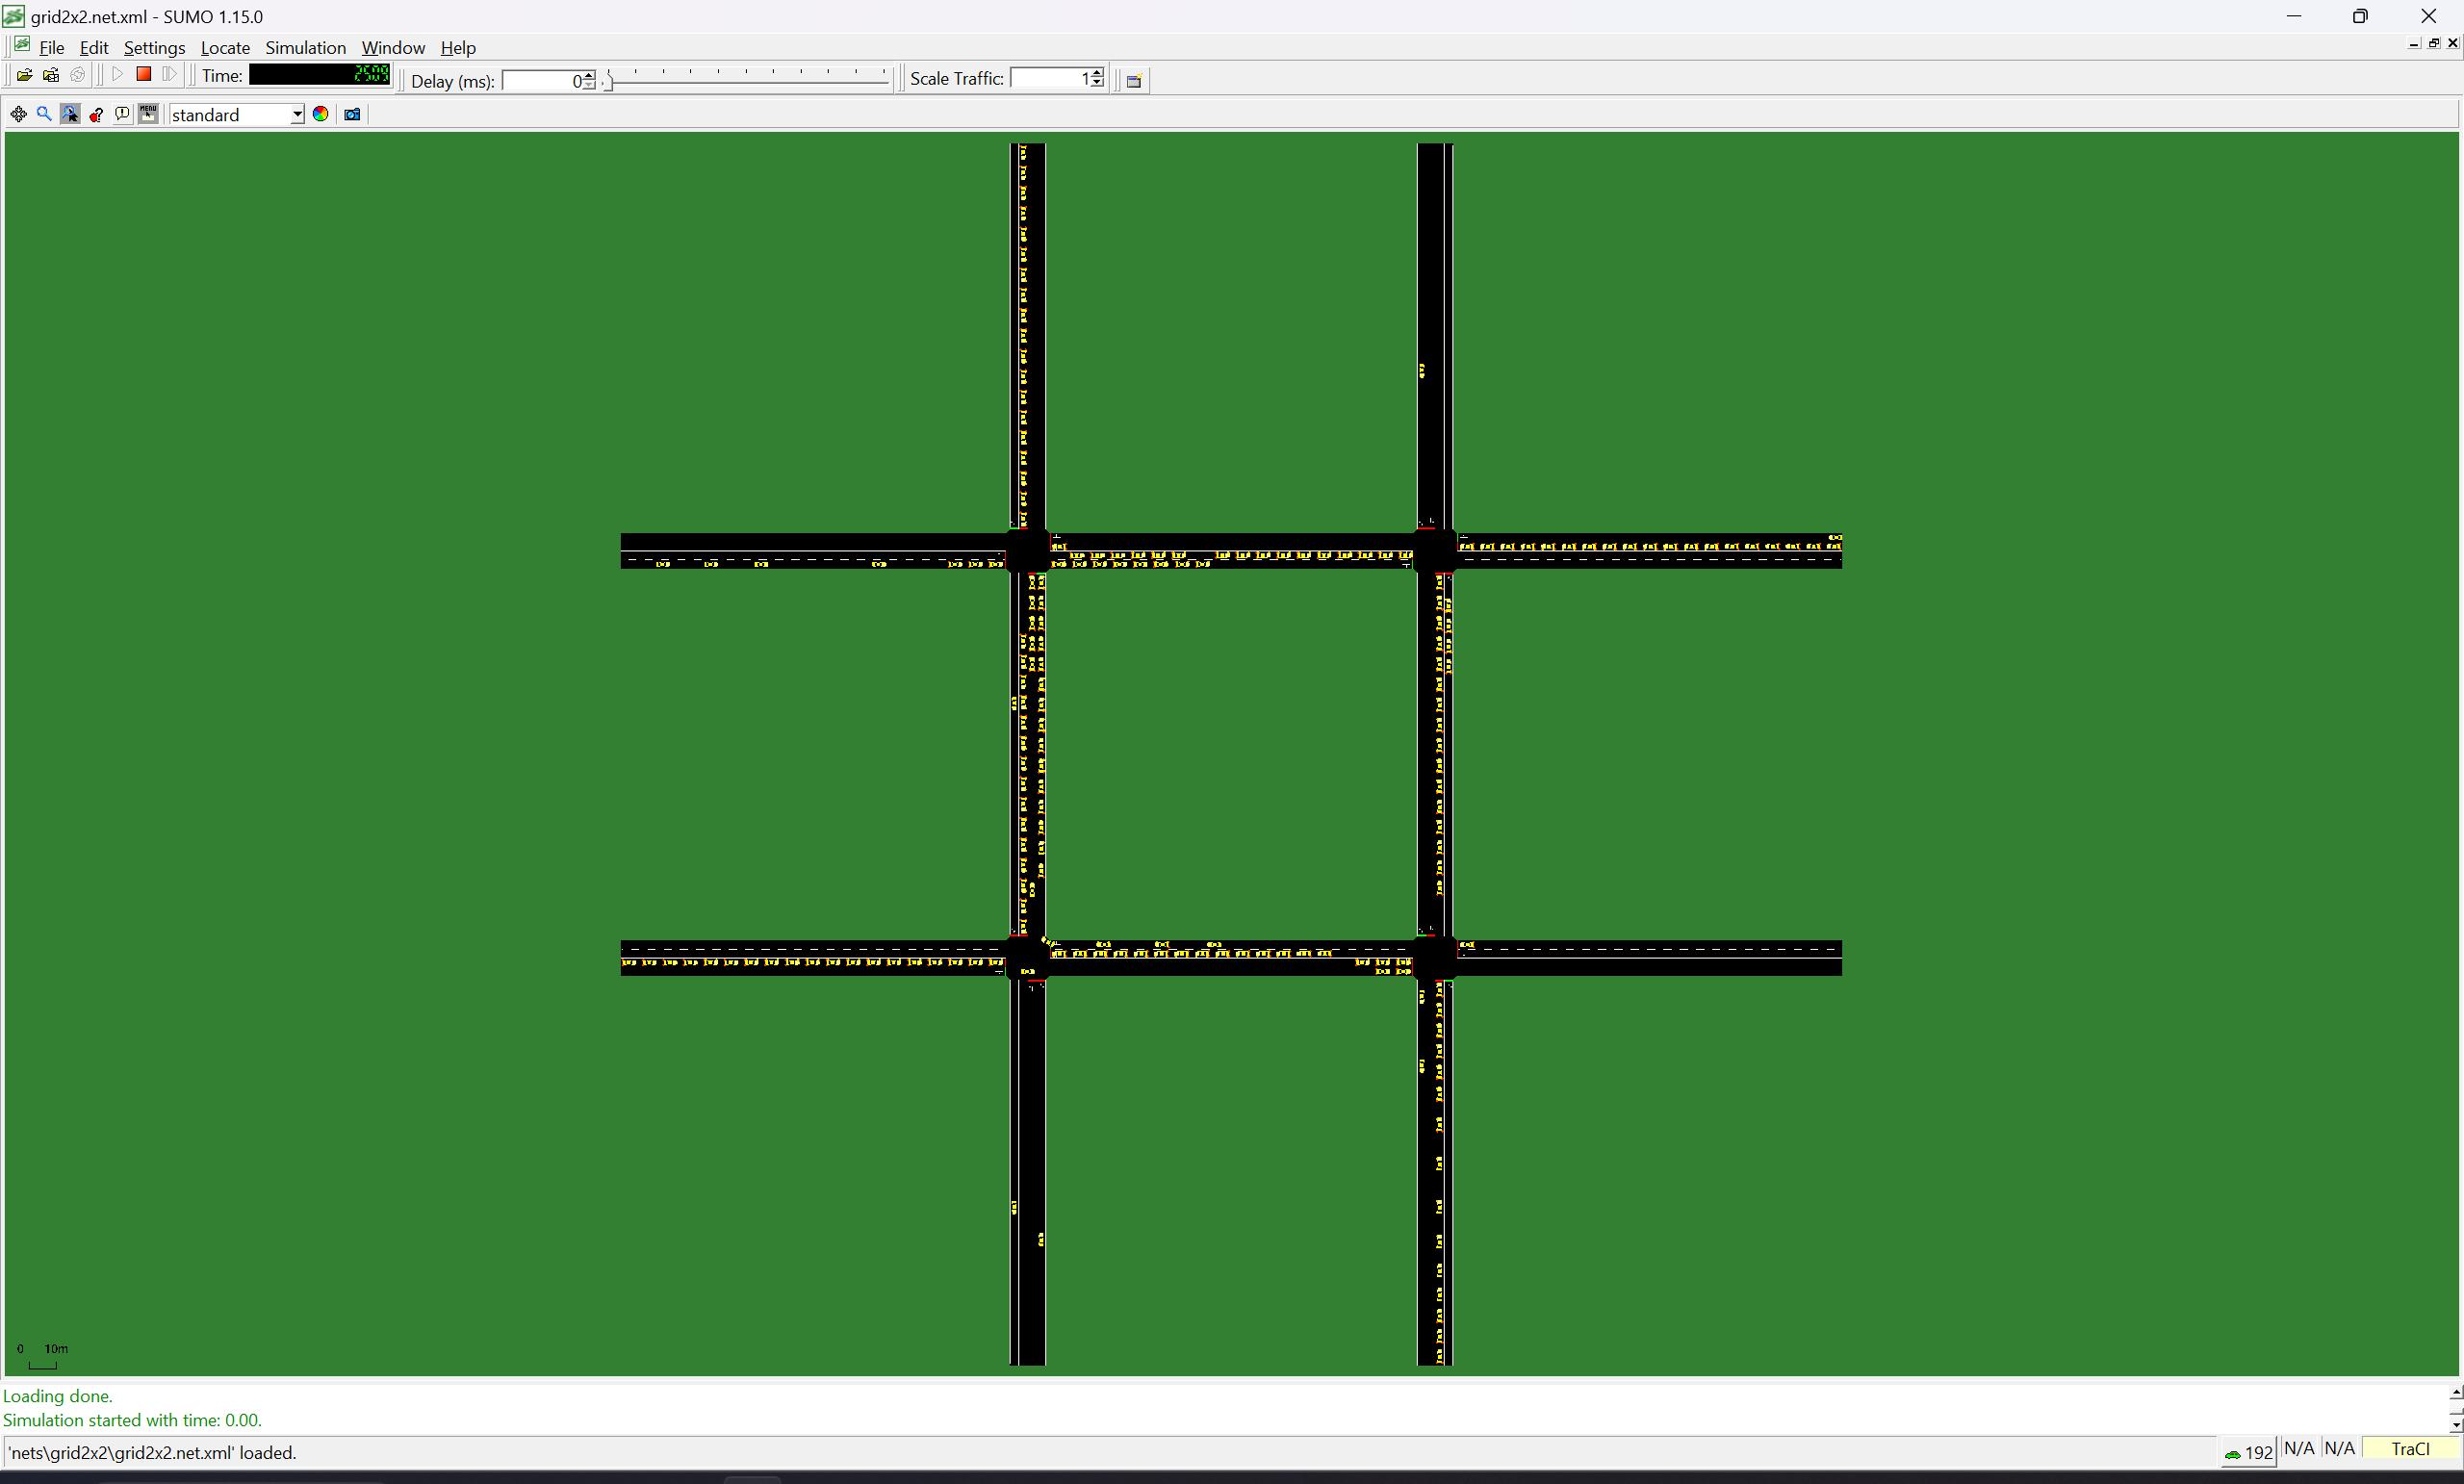 grid2x2.net.xml - SUMO 1.15.0
File Edit Settings Locate Simulation Window Help
Time: 2509 Delay (ms): 0 Scale Traffic: 1
MENU standard
0 10m
Loading done.
Simulation started with time: 0.00.
'nets\grid2x2\grid2x2.net.xml' loaded. 192 N/A N/A TraCI